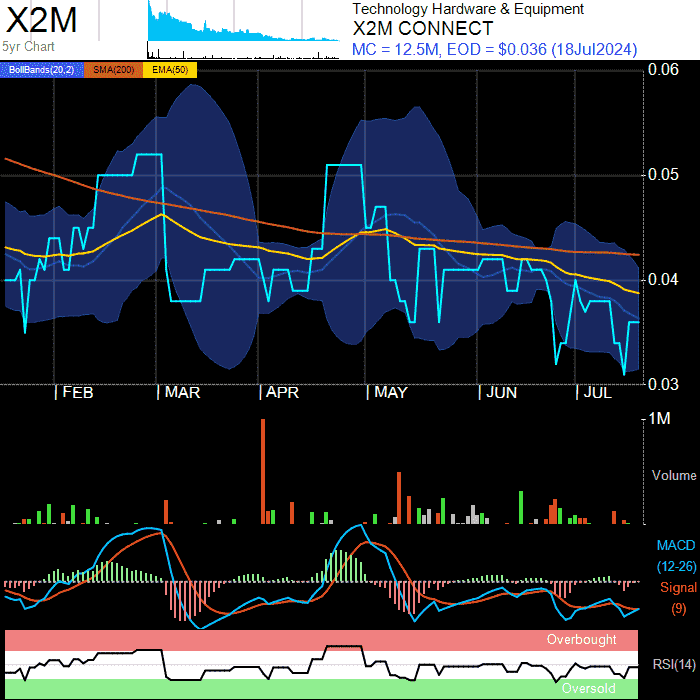 X2M
5yr Chart
Technology Hardware & Equipment
X2M CONNECT
MC = 12.5M, EOD = $0.036 (18Jul2024)
BollBands(20,2) SMA(200) EMA(50)
0.06
0.05
0.04
0.03
| FEB | MAR | APR | MAY | JUN | JUL
1M
Volume
MACD
(12-26)
Signal
(9)
Overbought
RSI(14)
Oversold